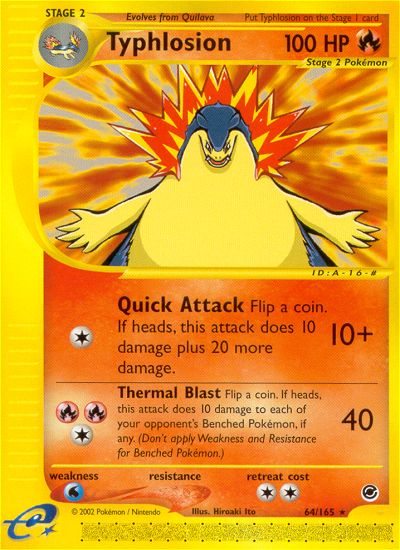 STAGE 2 Evolves from Quilava Put Typhlosion on the Stage 1 card.
Typhlosion 100 HP
Stage 2 Pokémon
ID:A-16-#
Quick Attack Flip a coin.
If heads, this attack does 10
damage plus 20 more
damage.
10+
Thermal Blast Flip a coin. If heads,
this attack does 10 damage to each of
your opponent's Benched Pokémon, if
any. (Don't apply Weakness and Resistance
for Benched Pokémon.)
40
weakness resistance retreat cost
©2002 Pokémon / Nintendo Illus. Hiroaki Ito 64/165 ★
e